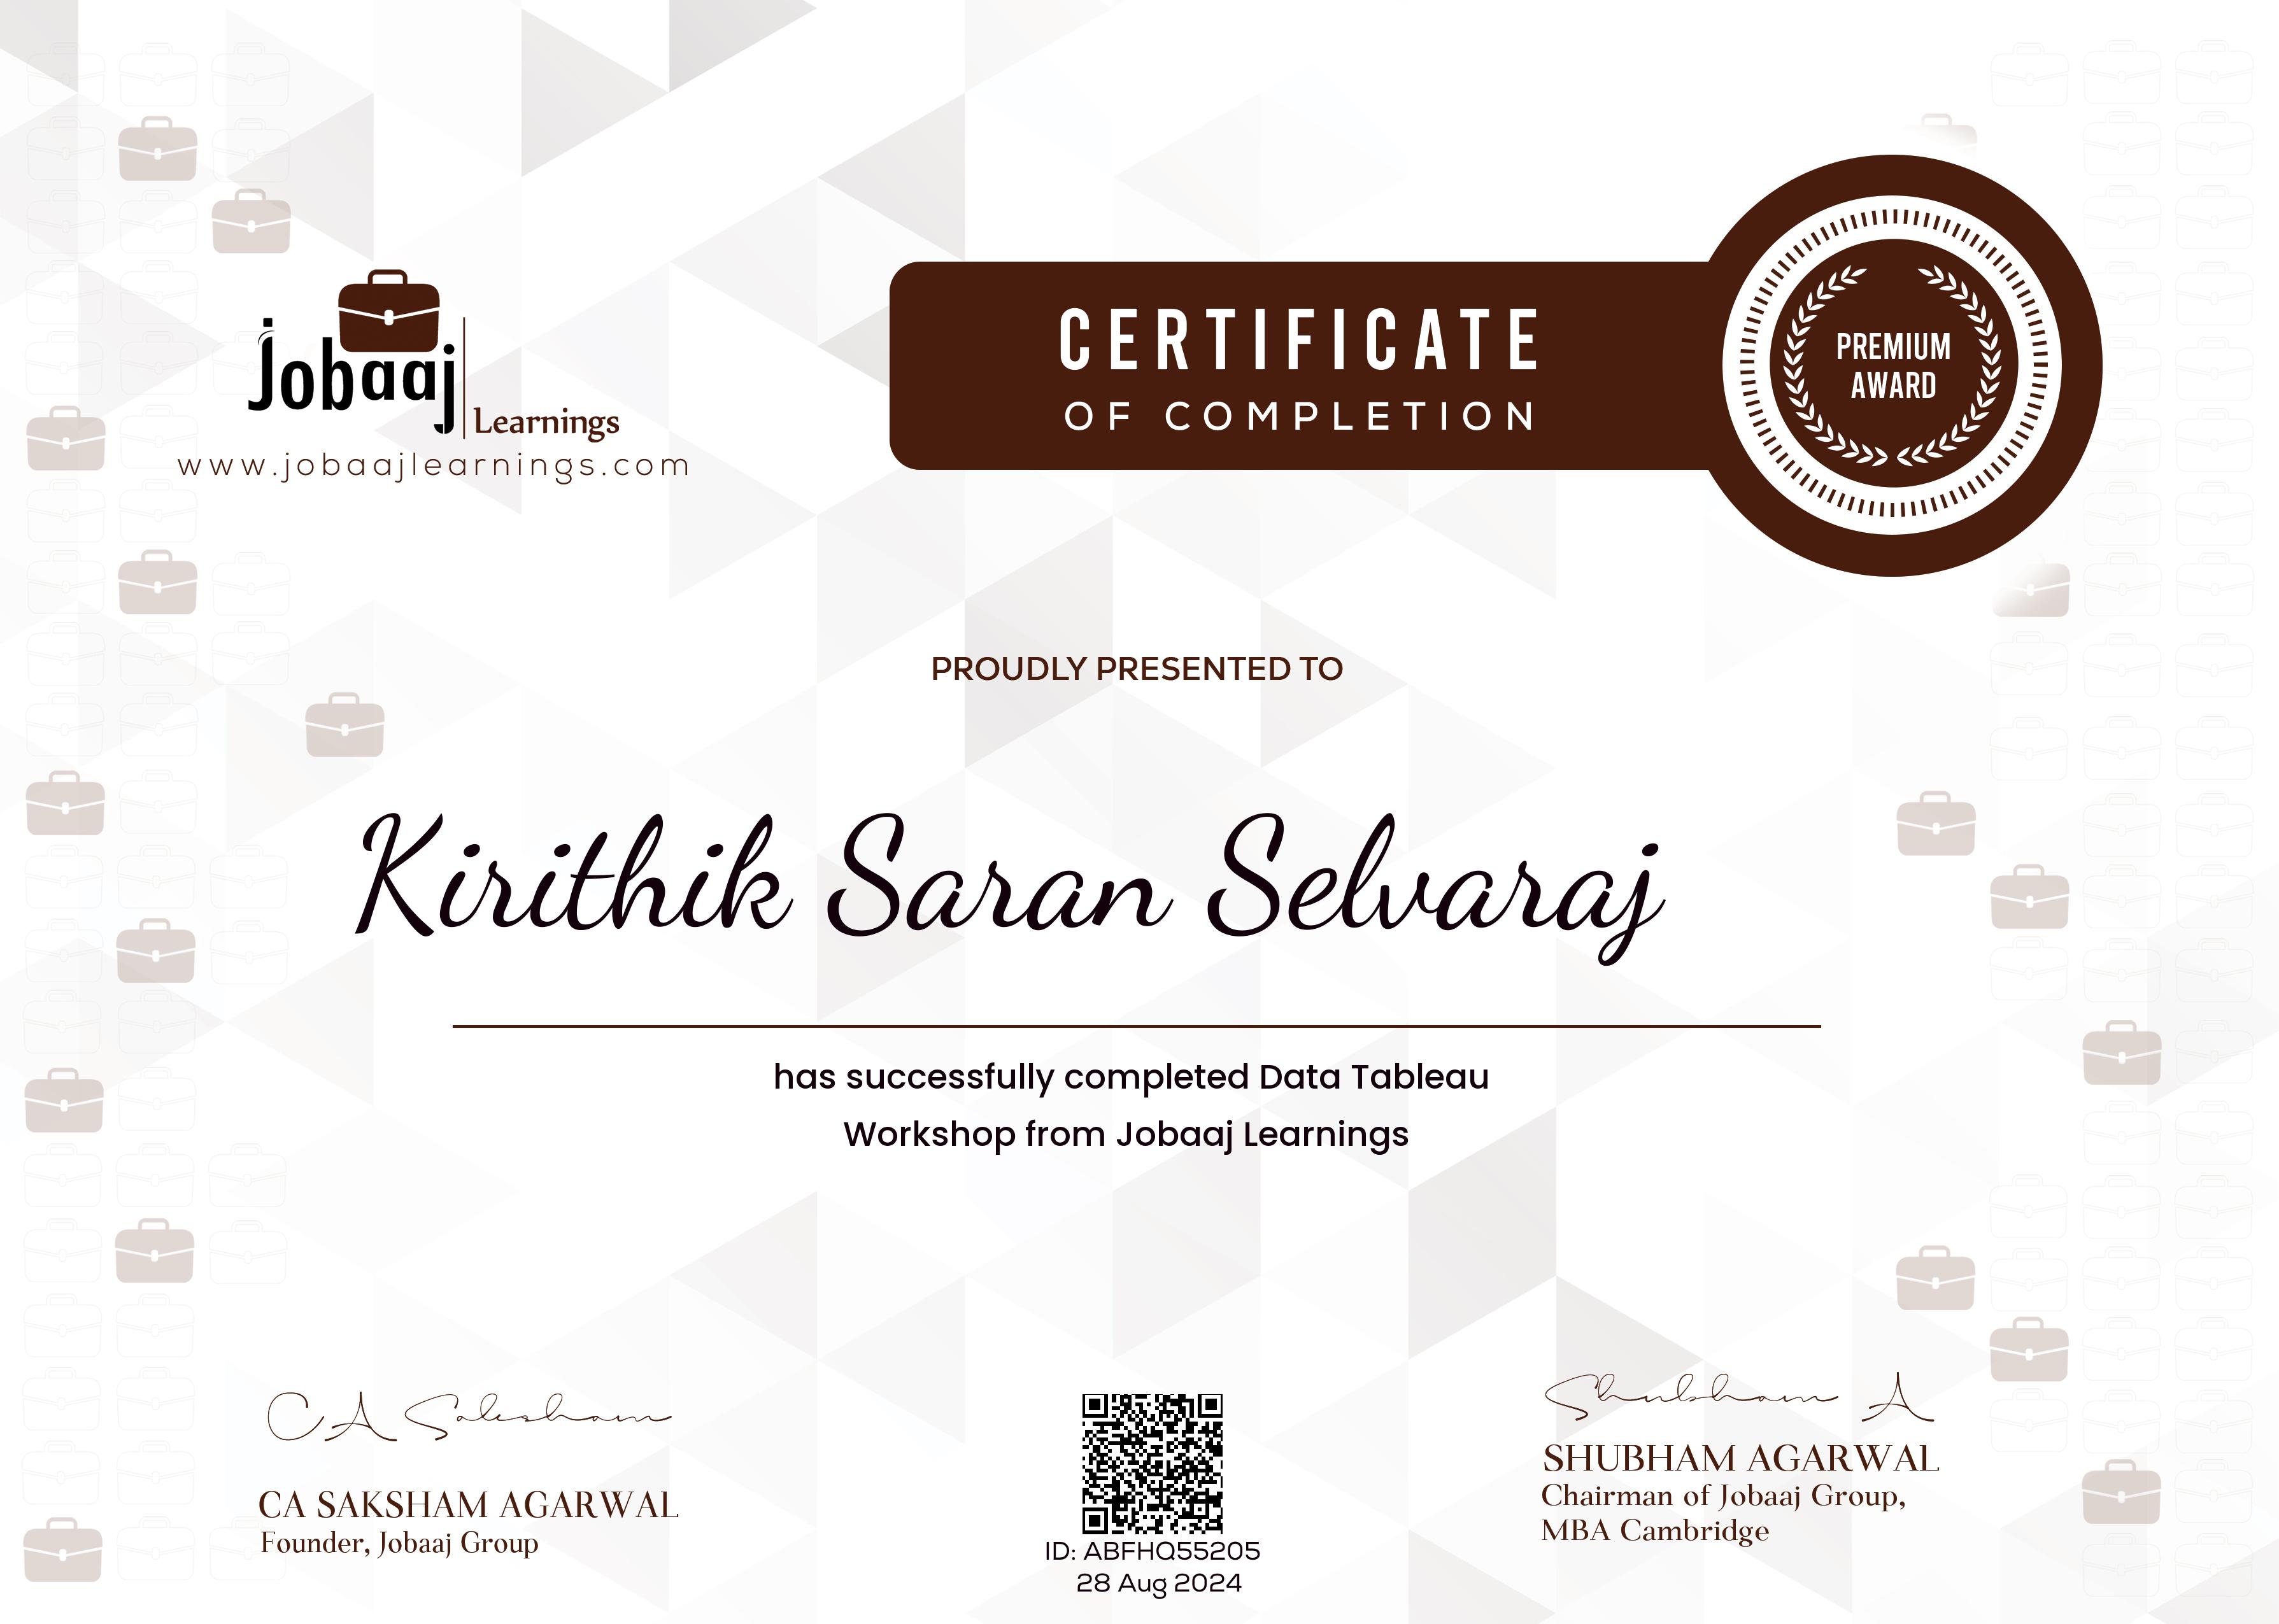 Jobaaj
Learnings
www.jobaajlearnings.com
CERTIFICATE
OF COMPLETION
PREMIUM
AWARD
PROUDLY PRESENTED TO
Kirithik Saran Selvaraj
has successfully completed Data Tableau
Workshop from Jobaaj Learnings
CA Saksham
CA SAKSHAM AGARWAL
Founder, Jobaaj Group
ID: ABFHQ55205
28 Aug 2024
Shubham A
SHUBHAM AGARWAL
Chairman of Jobaaj Group,
MBA Cambridge